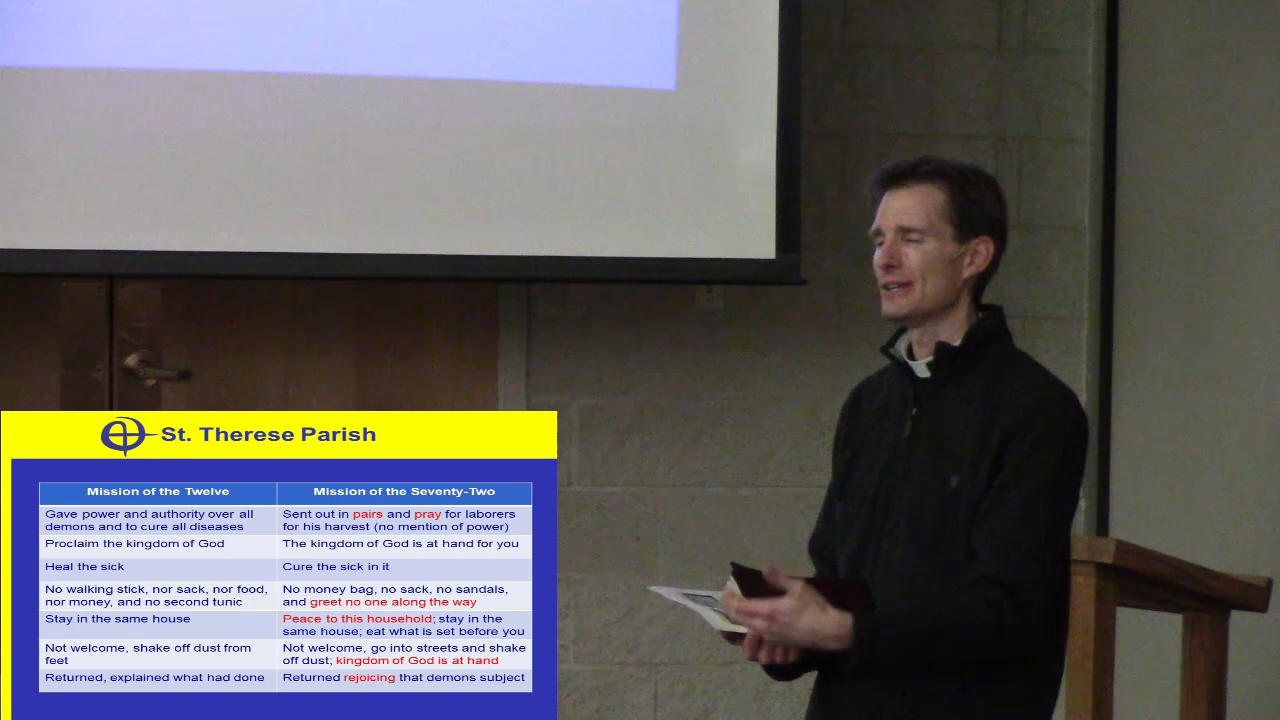 St. Therese Parish
Mission of the Twelve
Mission of the Seventy-Two
Gave power and authority over all
demons and to cure all diseases
Sent out in pairs and pray for laborers
for his harvest (no mention of power)
Proclaim the kingdom of God
The kingdom of God is at hand for you
Heal the sick
Cure the sick in it
No walking stick, nor sack, nor food,
nor money, and no second tunic
No money bag, no sack, no sandals,
and greet no one along the way
Stay in the same house
Peace to this household; stay in the
same house; eat what is set before you
Not welcome, shake off dust from
feet
Not welcome, go into streets and shake
off dust; kingdom of God is at hand
Returned, explained what had done
Returned rejoicing that demons subject